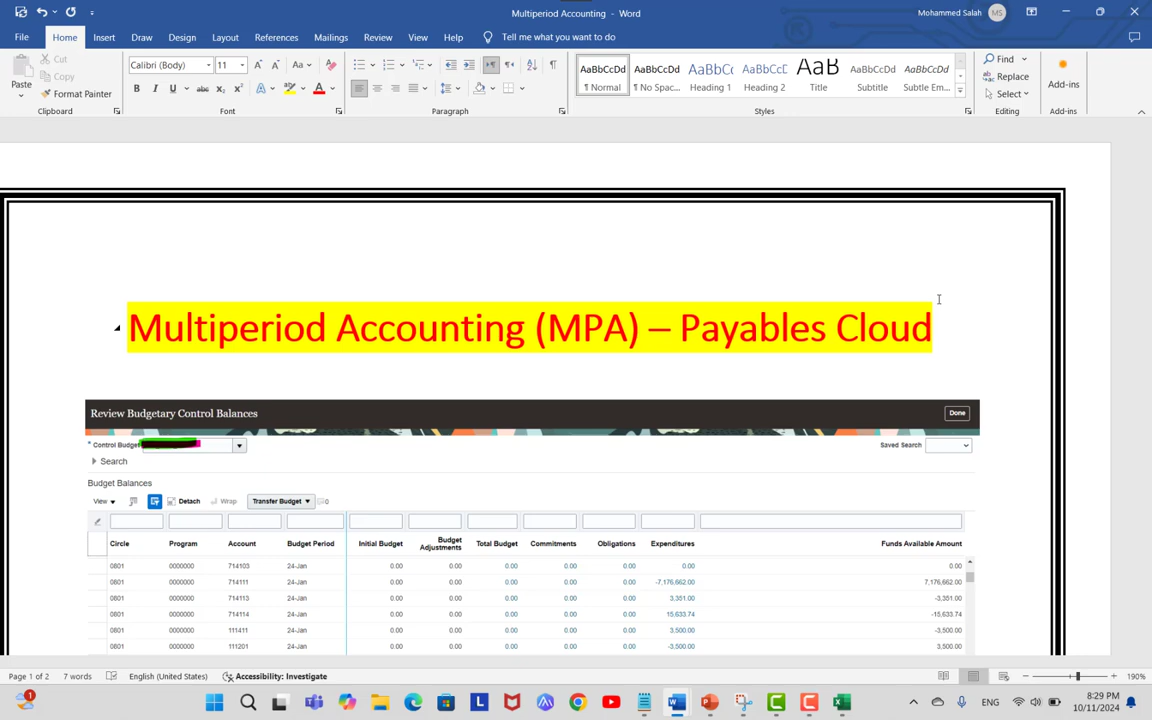 Multiperiod Accounting - Word
Mohammed Salah MS
File Home Insert Draw Design Layout References Mailings Review View Help Tell me what you want to do
Paste Cut Copy Format Painter
Calibri (Body) 11
AaBbCcDd AaBbCcDd AaBbCc AaBbCcD AaB AaBbCcD AaBbCcDd
¶ Normal ¶ No Spac... Heading 1 Heading 2 Title Subtitle Subtle Em...
Find Replace Select
Add-ins
Clipboard Font Paragraph Styles Editing Add-ins
Multiperiod Accounting (MPA) – Payables Cloud
Review Budgetary Control Balances Done
* Control Budget Saved Search
Search
Budget Balances
View Detach Wrap Transfer Budget 0
Circle Program Account Budget Period Initial Budget Budget Adjustments Total Budget Commitments Obligations Expenditures Funds Available Amount
0801 0000000 714103 24-Jan 0.00 0.00 0.00 0.00 0.00 0.00 0.00
0801 0000000 714111 24-Jan 0.00 0.00 0.00 0.00 0.00 -7,176,662.00 7,176,662.00
0801 0000000 714113 24-Jan 0.00 0.00 0.00 0.00 0.00 3,351.00 -3,351.00
0801 0000000 714114 24-Jan 0.00 0.00 0.00 0.00 0.00 15,633.74 -15,633.74
0801 0000000 111411 24-Jan 0.00 0.00 0.00 0.00 0.00 3,500.00 -3,500.00
0801 0000000 111201 24-Jan 0.00 0.00 0.00 0.00 0.00 -3,500.00 3,500.00
Page 1 of 2 7 words English (United States) Accessibility: Investigate 190%
ENG 8:29 PM
10/11/2024